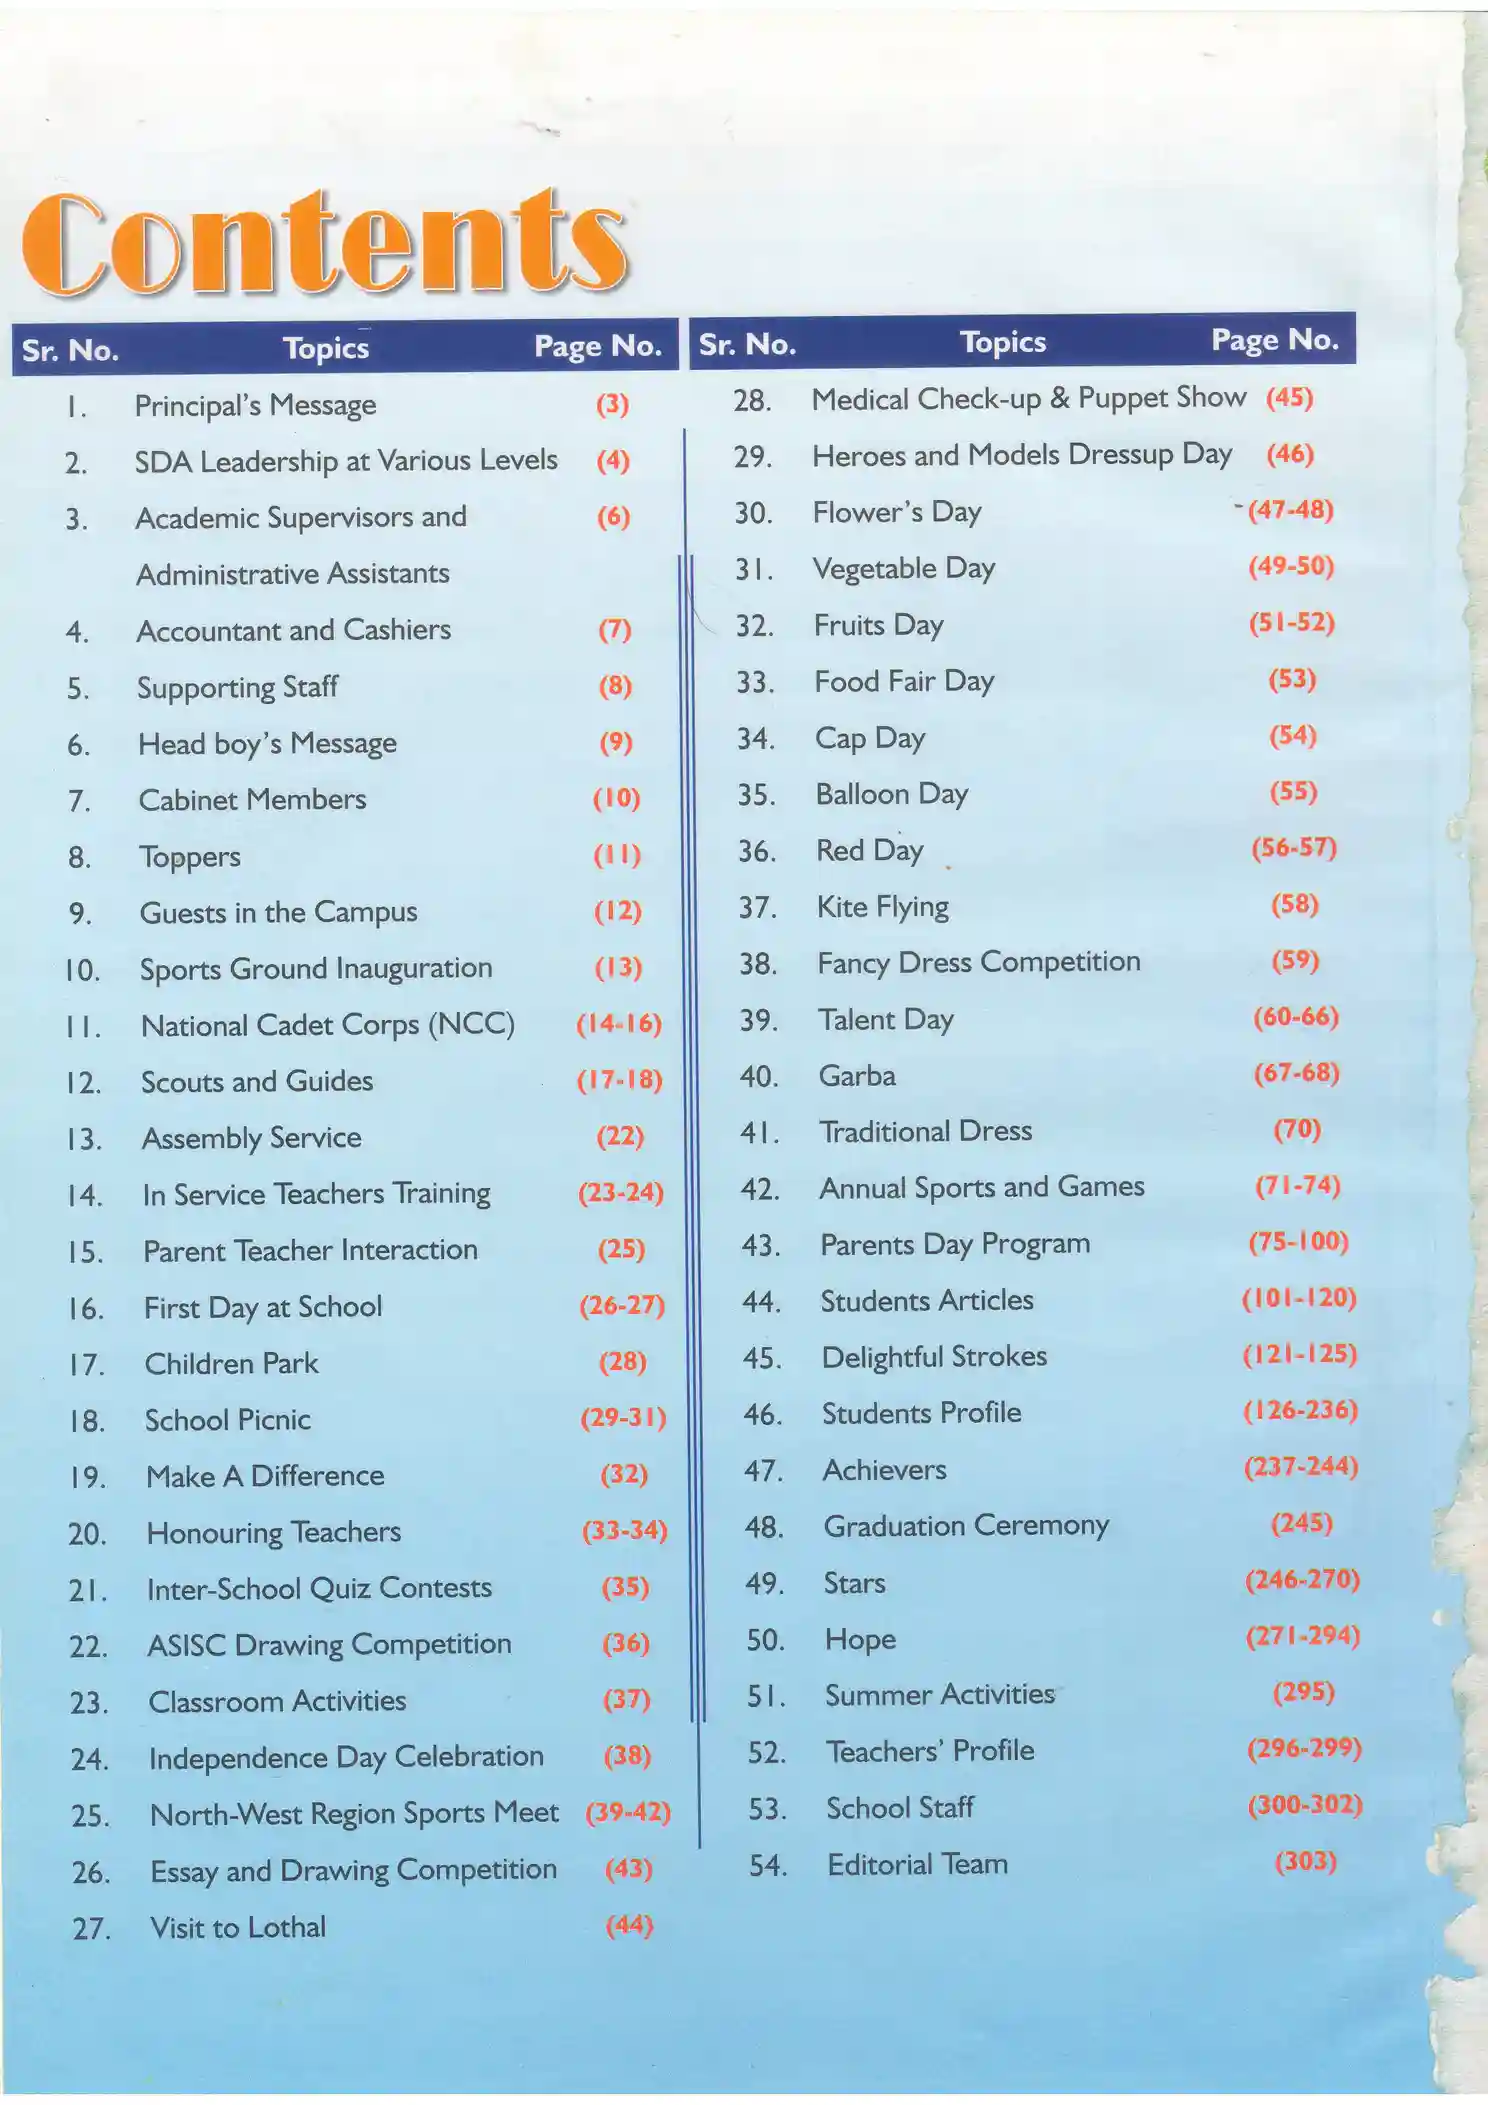 Contents
Sr. No. Topics Page No.
1. Principal's Message (3)
2. SDA Leadership at Various Levels (4)
3. Academic Supervisors and (6)
Administrative Assistants
4. Accountant and Cashiers (7)
5. Supporting Staff (8)
6. Head boy's Message (9)
7. Cabinet Members (10)
8. Toppers (11)
9. Guests in the Campus (12)
10. Sports Ground Inauguration (13)
11. National Cadet Corps (NCC) (14-16)
12. Scouts and Guides (17-18)
13. Assembly Service (22)
14. In Service Teachers Training (23-24)
15. Parent Teacher Interaction (25)
16. First Day at School (26-27)
17. Children Park (28)
18. School Picnic (29-31)
19. Make A Difference (32)
20. Honouring Teachers (33-34)
21. Inter-School Quiz Contests (35)
22. ASISC Drawing Competition (36)
23. Classroom Activities (37)
24. Independence Day Celebration (38)
25. North-West Region Sports Meet (39-42)
26. Essay and Drawing Competition (43)
27. Visit to Lothal (44)
Sr. No. Topics Page No.
28. Medical Check-up & Puppet Show (45)
29. Heroes and Models Dressup Day (46)
30. Flower's Day (47-48)
31. Vegetable Day (49-50)
32. Fruits Day (51-52)
33. Food Fair Day (53)
34. Cap Day (54)
35. Balloon Day (55)
36. Red Day (56-57)
37. Kite Flying (58)
38. Fancy Dress Competition (59)
39. Talent Day (60-66)
40. Garba (67-68)
41. Traditional Dress (70)
42. Annual Sports and Games (71-74)
43. Parents Day Program (75-100)
44. Students Articles (101-120)
45. Delightful Strokes (121-125)
46. Students Profile (126-236)
47. Achievers (237-244)
48. Graduation Ceremony (245)
49. Stars (246-270)
50. Hope (271-294)
51. Summer Activities (295)
52. Teachers' Profile (296-299)
53. School Staff (300-302)
54. Editorial Team (303)